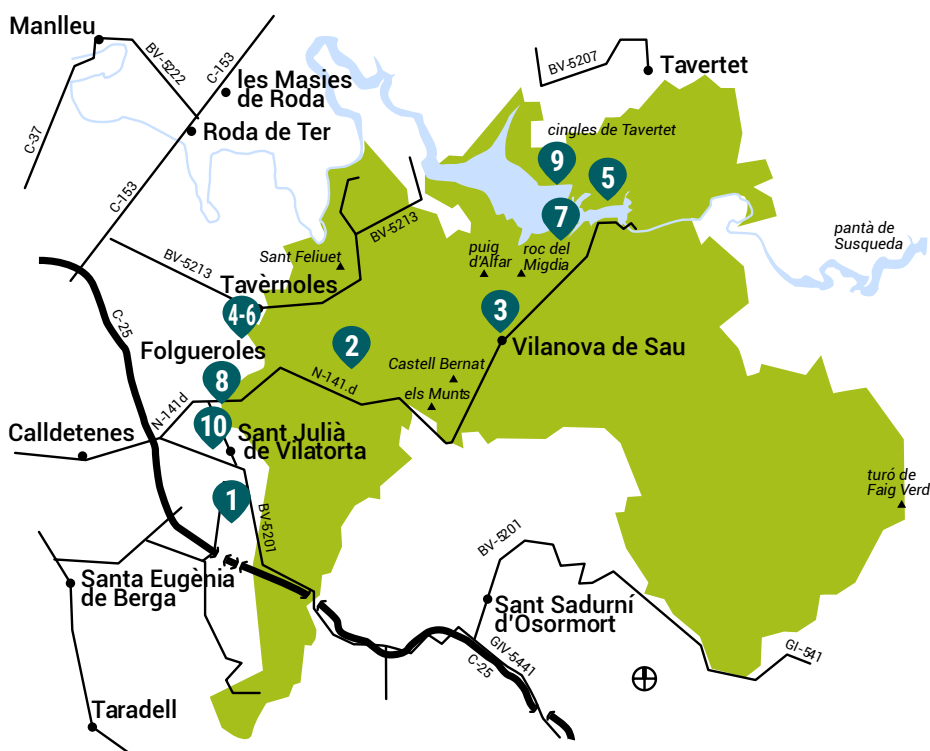 Manlleu
BV-5222
C-153
BV-5207
Tavertet
les Masies
de Roda
Roda de Ter
C-37
cingles de Tavertet
9
5
C-153
7
BV-5213
pantà de
Susqueda
puig
d'Alfar
roc del
Migdia
Sant Feliuet
BV-5213
Tavèrnoles
4-6
3
C-25
Folgueroles
2
Vilanova de Sau
Castell Bernat
8
N-141.d
els Munts
N-141d
10
Calldetenes
Sant Julià
de Vilatorta
turó de
Faig Verd
1
BV-5201
BV-5201
Santa Eugènia
de Berga
Sant Sadurní
d'Osormort
GIV-5441
GI-541
C-25
Taradell